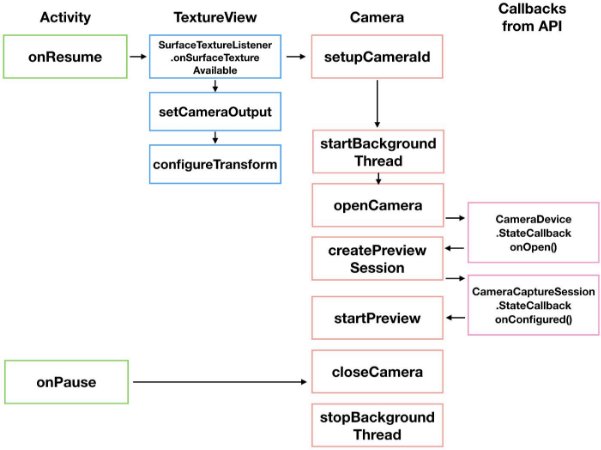 Activity
TextureView
Camera
Callbacks
from API
onResume
SurfaceTextureListener
.onSurfaceTexture
Available
setupCameraId
setCameraOutput
configureTransform
startBackground
Thread
openCamera
CameraDevice
.StateCallback
onOpen()
createPreview
Session
CameraCaptureSession
.StateCallback
onConfigured()
startPreview
onPause
closeCamera
stopBackground
Thread